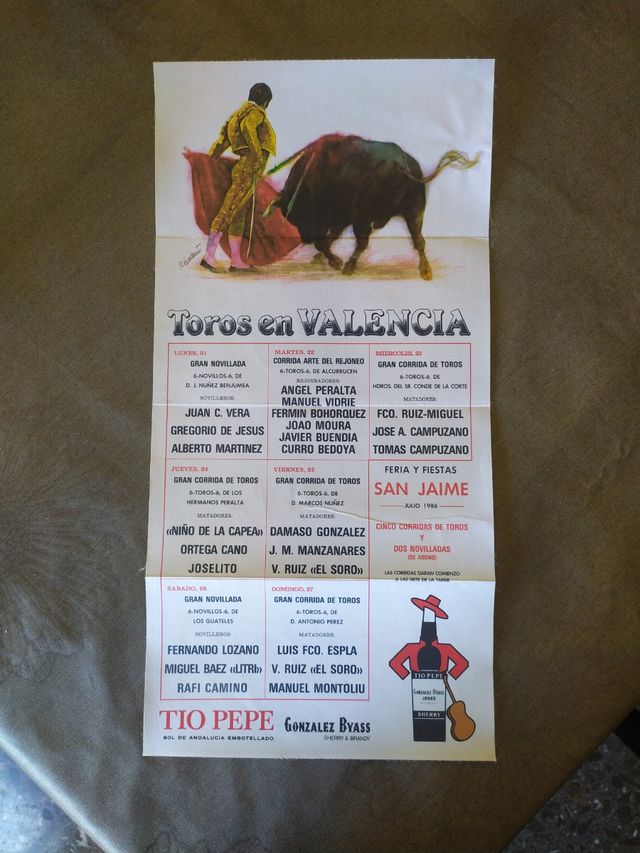 Toros en VALENCIA
LUNES, 21
GRAN NOVILLADA
6-NOVILLOS-6, DE
D. J. NUÑEZ BENJUMEA
NOVILLEROS:
JUAN C. VERA
GREGORIO DE JESUS
ALBERTO MARTINEZ
MARTES, 22
CORRIDA ARTE DEL REJONEO
6-TOROS-6, DE ALCURRUCEN
REJONEADORES:
ANGEL PERALTA
MANUEL VIDRIE
FERMIN BOHORQUEZ
JOAO MOURA
JAVIER BUENDIA
CURRO BEDOYA
MIERCOLES, 23
GRAN CORRIDA DE TOROS
6-TOROS-6, DE
HDROS. DEL SR. CONDE DE LA CORTE
MATADORES:
FCO. RUIZ-MIGUEL
JOSE A. CAMPUZANO
TOMAS CAMPUZANO
JUEVES, 24
GRAN CORRIDA DE TOROS
6-TOROS-6, DE LOS
HERMANOS PERALTA
MATADORES:
«NIÑO DE LA CAPEA»
ORTEGA CANO
JOSELITO
VIERNES, 25
GRAN CORRIDA DE TOROS
6-TOROS-6, DE
D. MARCOS NUÑEZ
MATADORES:
DAMASO GONZALEZ
J. M. MANZANARES
V. RUIZ «EL SORO»
FERIA Y FIESTAS
SAN JAIME
JULIO 1986
CINCO CORRIDAS DE TOROS
Y
DOS NOVILLADAS
(DE ABONO)
LAS CORRIDAS DARAN COMIENZO
A LAS SIETE DE LA TARDE
SABADO, 26
GRAN NOVILLADA
6-NOVILLOS-6, DE
LOS GUATELES
NOVILLEROS:
FERNANDO LOZANO
MIGUEL BAEZ «LITRI»
RAFI CAMINO
DOMINGO, 27
GRAN CORRIDA DE TOROS
6-TOROS-6, DE
D. ANTONIO PEREZ
MATADORES:
LUIS FCO. ESPLA
V. RUIZ «EL SORO»
MANUEL MONTOLIU
TIO PEPE
GONZALEZ BYASS
JEREZ
SHERRY
TIO PEPE
SOL DE ANDALUCIA EMBOTELLADO
GONZALEZ BYASS
SHERRY & BRANDY